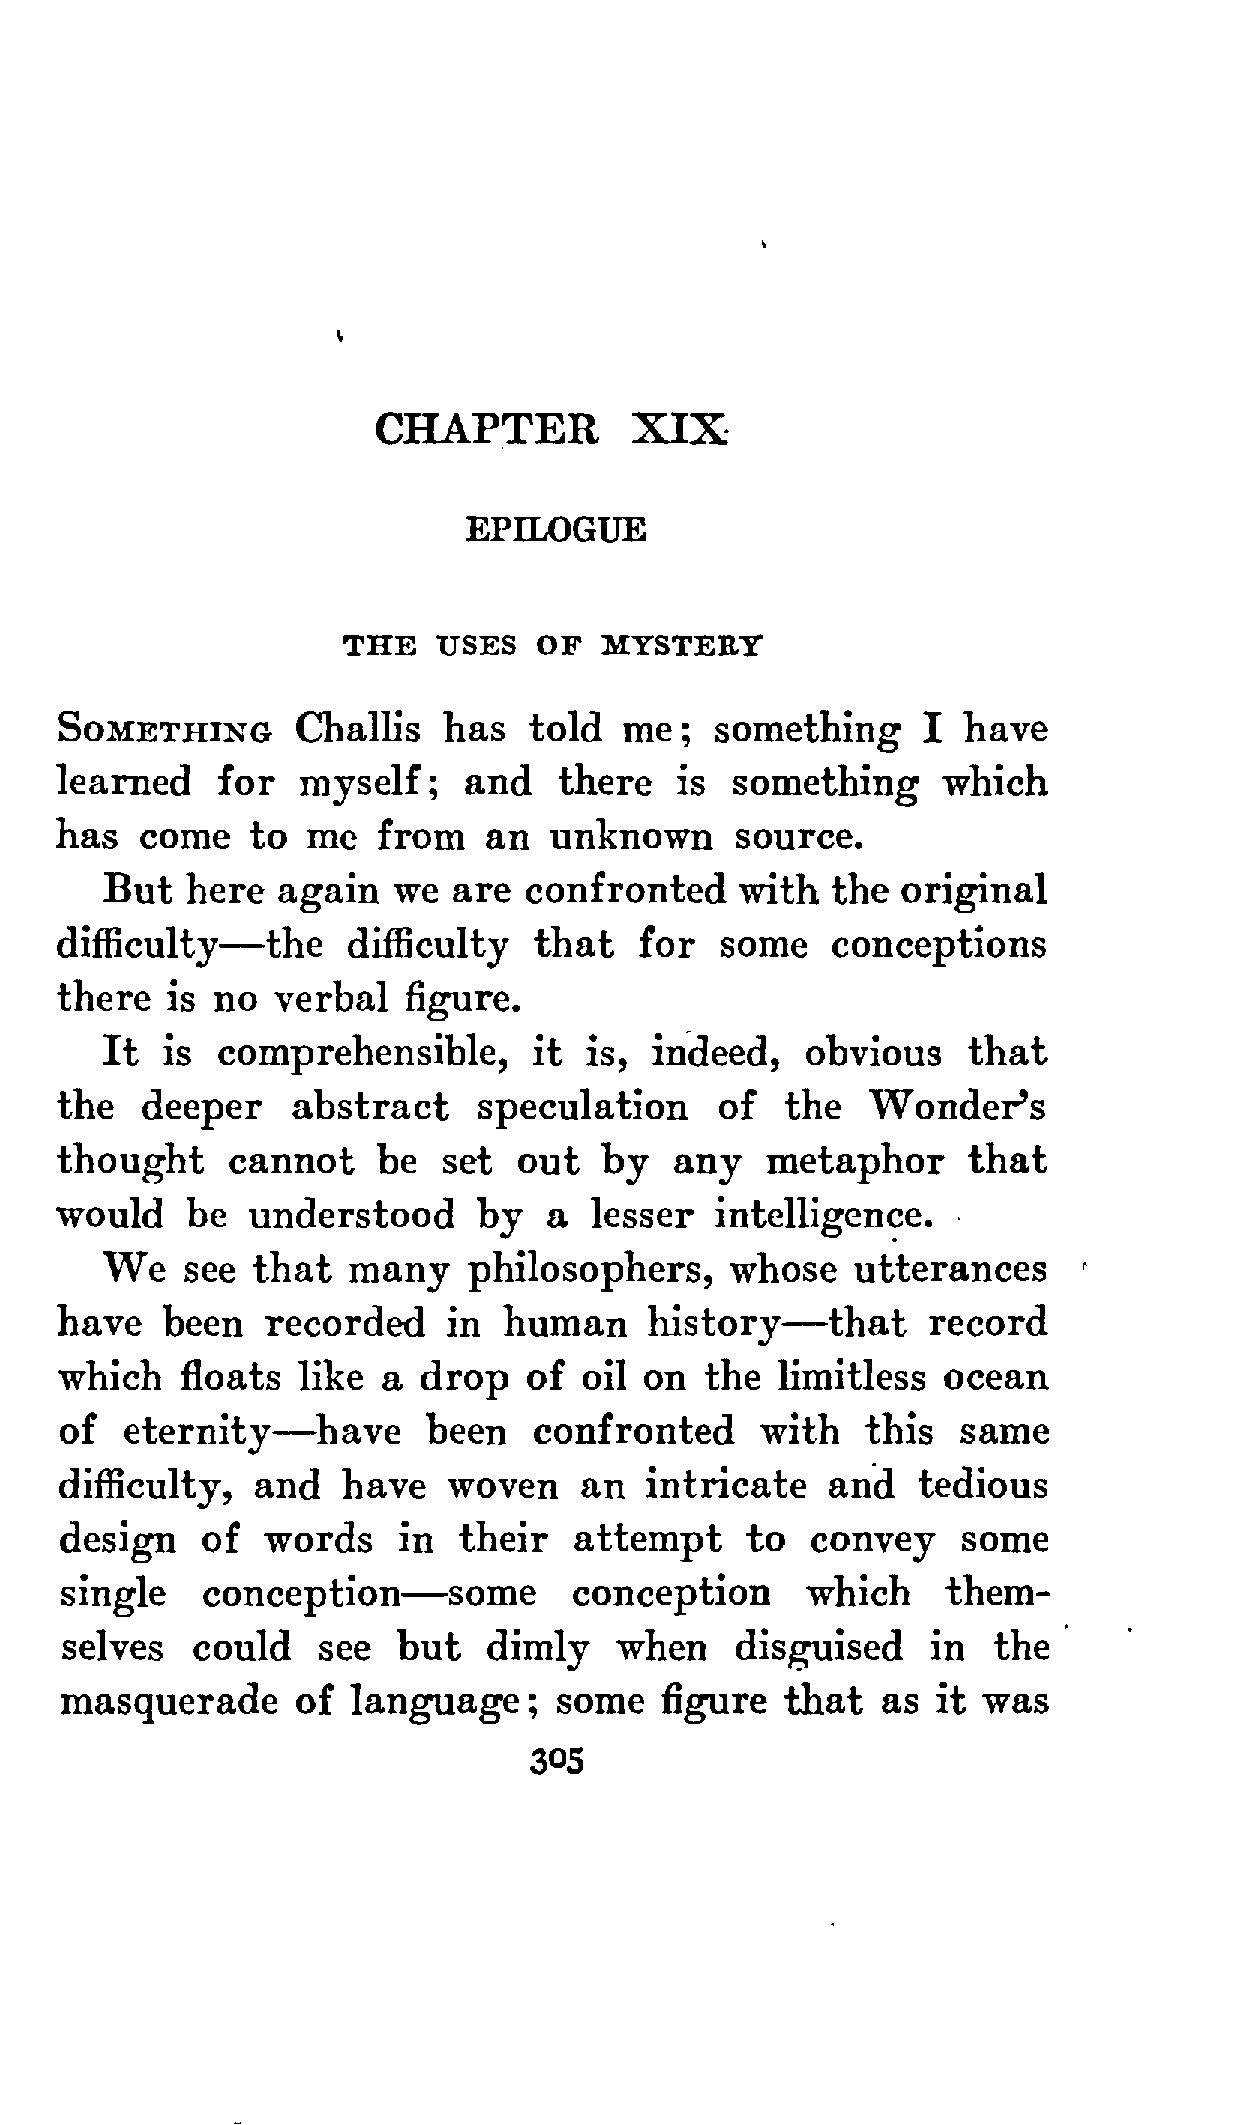 CHAPTER XIX
EPILOGUE
THE USES OF MYSTERY
SOMETHING Challis has told me; something I have
learned for myself; and there is something which
has come to me from an unknown source.
But here again we are confronted with the original
difficulty—the difficulty that for some conceptions
there is no verbal figure.
It is comprehensible, it is, indeed, obvious that
the deeper abstract speculation of the Wonder's
thought cannot be set out by any metaphor that
would be understood by a lesser intelligence.
We see that many philosophers, whose utterances
have been recorded in human history—that record
which floats like a drop of oil on the limitless ocean
of eternity—have been confronted with this same
difficulty, and have woven an intricate and tedious
design of words in their attempt to convey some
single conception—some conception which them-
selves could see but dimly when disguised in the
masquerade of language; some figure that as it was
305